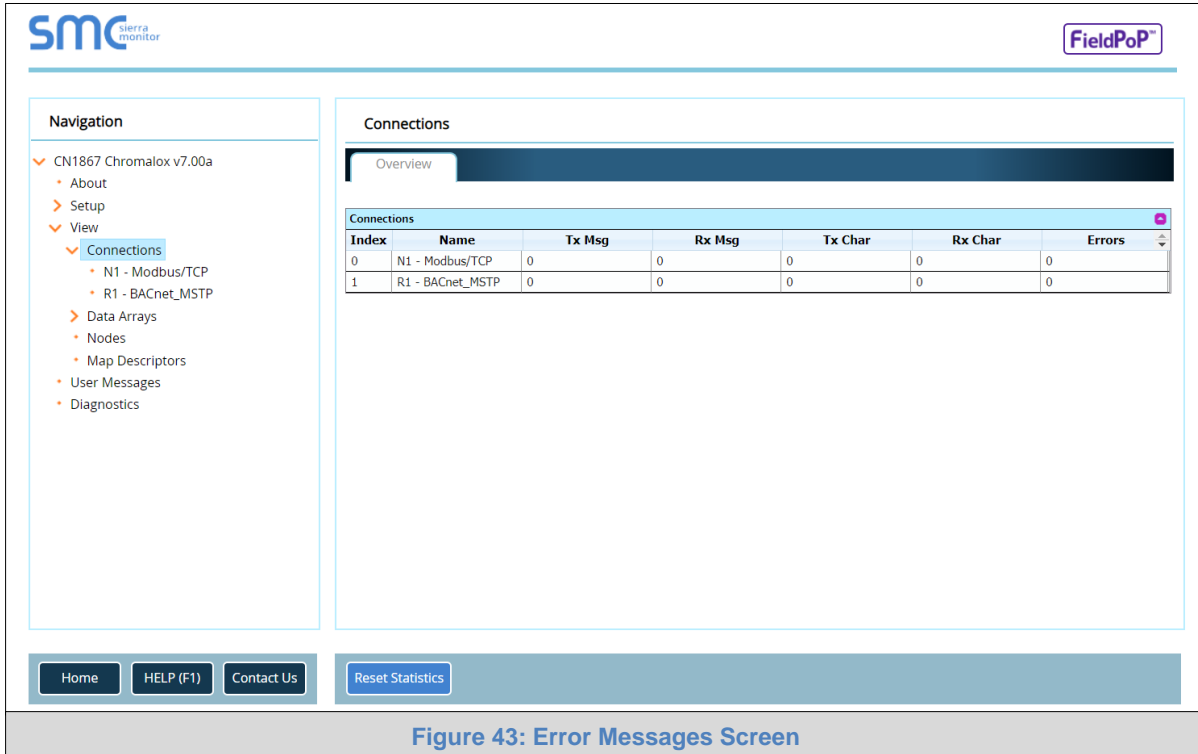 SMC sierra monitor
FieldPoP™
Navigation
CN1867 Chromalox v7.00a
About
Setup
View
Connections
N1 - Modbus/TCP
R1 - BACnet_MSTP
Data Arrays
Nodes
Map Descriptors
User Messages
Diagnostics
Connections
Overview
Connections
Index Name Tx Msg Rx Msg Tx Char Rx Char Errors
0 N1 - Modbus/TCP 0 0 0 0 0
1 R1 - BACnet_MSTP 0 0 0 0 0
Home HELP (F1) Contact Us Reset Statistics
Figure 43: Error Messages Screen